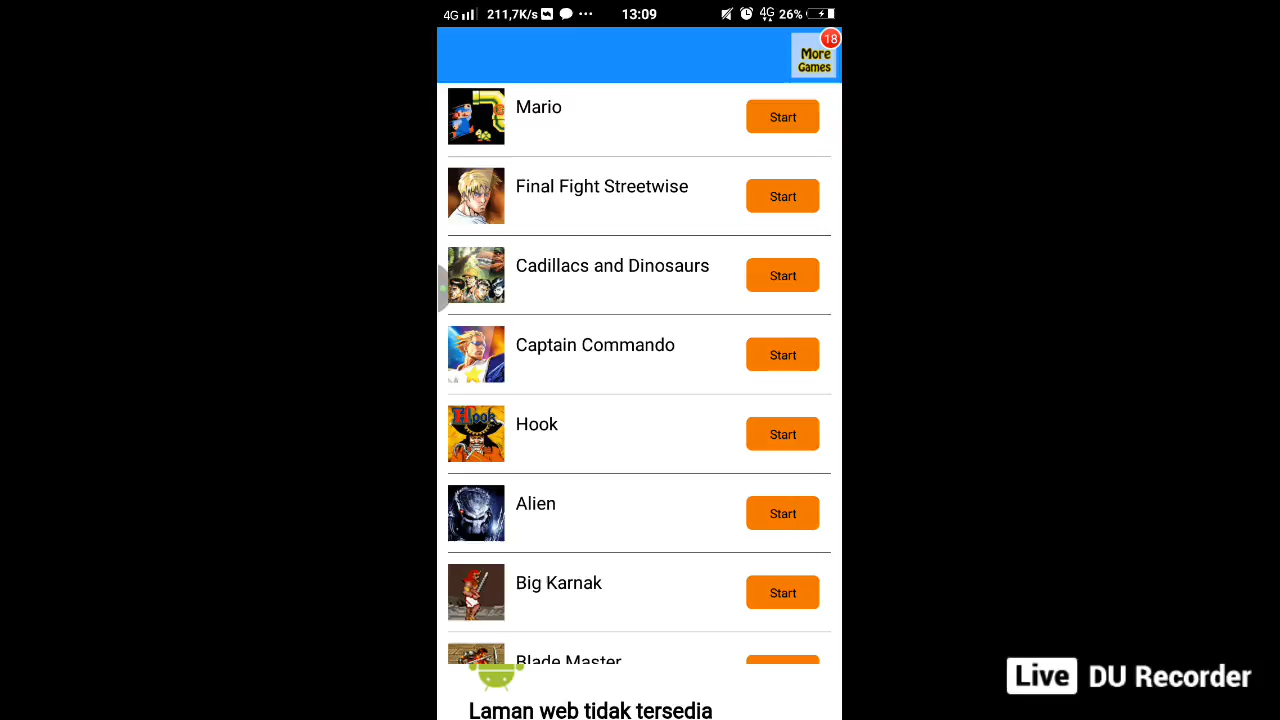 4G 211,7K/s ... 13:09 4G 26%
18
More
Games
Mario
Start
Final Fight Streetwise
Start
Cadillacs and Dinosaurs
Start
Captain Commando
Start
Hook
Hook
Start
Alien
Start
Big Karnak
Start
Blade Master
Laman web tidak tersedia
Live DU Recorder